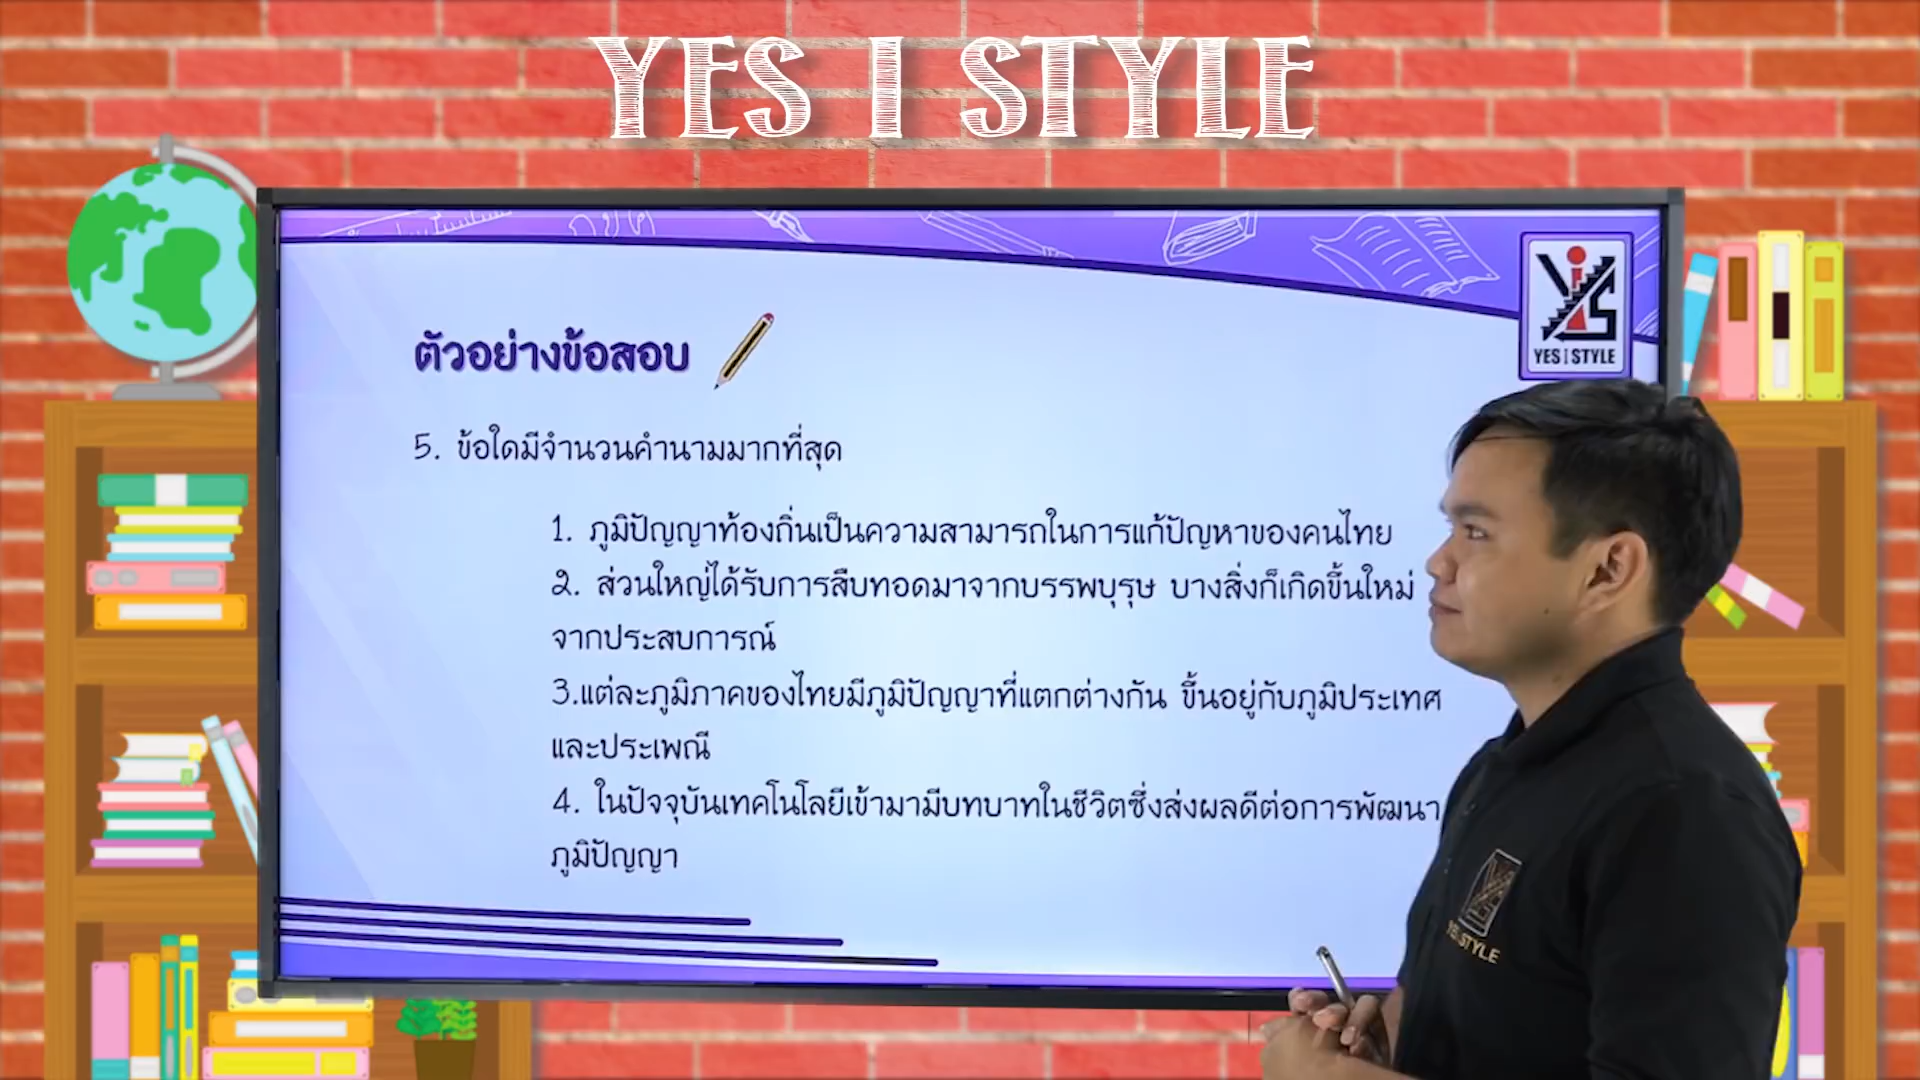 YES I STYLE
YES I STYLE
ตัวอย่างข้อสอบ
5. ข้อใดมีจำนวนคำนามมากที่สุด
1. ภูมิปัญญาท้องถิ่นเป็นความสามารถในการแก้ปัญหาของคนไทย
2. ส่วนใหญ่ได้รับการสืบทอดมาจากบรรพบุรุษ บางสิ่งก็เกิดขึ้นใหม่
จากประสบการณ์
3.แต่ละภูมิภาคของไทยมีภูมิปัญญาที่แตกต่างกัน ขึ้นอยู่กับภูมิประเทศ
และประเพณี
4. ในปัจจุบันเทคโนโลยีเข้ามามีบทบาทในชีวิตซึ่งส่งผลดีต่อการพัฒนา
ภูมิปัญญา
YES I STYLE